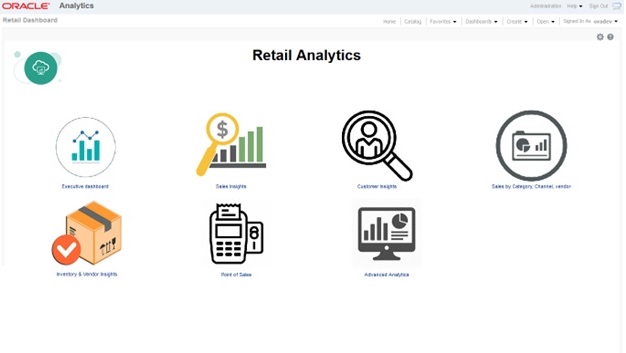 ORACLE Analytics
Administration Help Sign Out
Retail Dashboard
Home Catalog Favorites Dashboards Create Open Signed In As
Retail Analytics
$
Executive dashboard
Sales Insights
Customer Insights
Sales by Category, Channel, vendor
Inventory & Vendor Insights
Point of Sales
Advanced Analytics